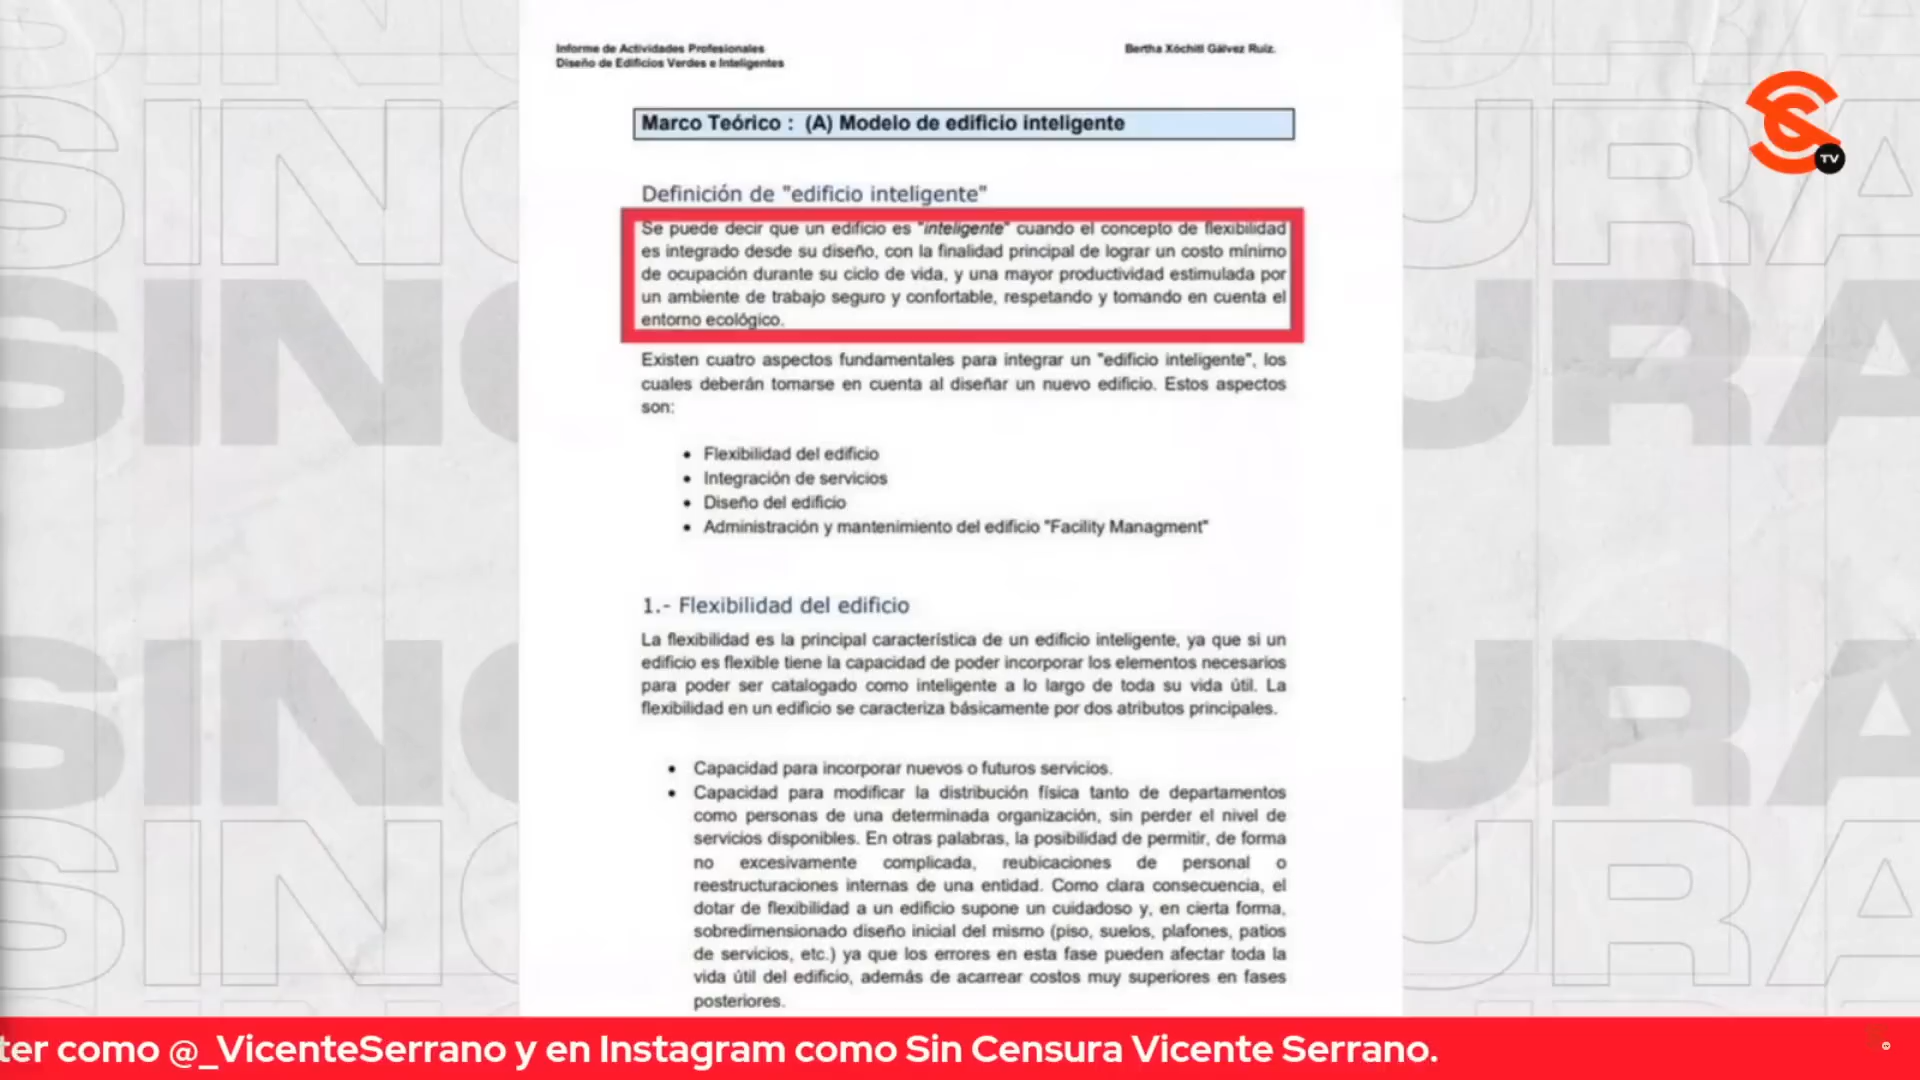 Informe de Actividades Profesionales
Diseño de Edificios Verdes e Inteligentes
Bertha Xóchitl Gálvez Ruiz.
TV
Marco Teórico : (A) Modelo de edificio inteligente
Definición de "edificio inteligente"
Se puede decir que un edificio es "inteligente" cuando el concepto de flexibilidad
es integrado desde su diseño, con la finalidad principal de lograr un costo mínimo
de ocupación durante su ciclo de vida, y una mayor productividad estimulada por
un ambiente de trabajo seguro y confortable, respetando y tomando en cuenta el
entorno ecológico.
Existen cuatro aspectos fundamentales para integrar un "edificio inteligente", los
cuales deberán tomarse en cuenta al diseñar un nuevo edificio. Estos aspectos
son:
• Flexibilidad del edificio
• Integración de servicios
• Diseño del edificio
• Administración y mantenimiento del edificio "Facility Managment"
1.- Flexibilidad del edificio
La flexibilidad es la principal característica de un edificio inteligente, ya que si un
edificio es flexible tiene la capacidad de poder incorporar los elementos necesarios
para poder ser catalogado como inteligente a lo largo de toda su vida útil. La
flexibilidad en un edificio se caracteriza básicamente por dos atributos principales.
• Capacidad para incorporar nuevos o futuros servicios.
• Capacidad para modificar la distribución física tanto de departamentos
como personas de una determinada organización, sin perder el nivel de
servicios disponibles. En otras palabras, la posibilidad de permitir, de forma
no excesivamente complicada, reubicaciones de personal o
reestructuraciones internas de una entidad. Como clara consecuencia, el
dotar de flexibilidad a un edificio supone un cuidadoso y, en cierta forma,
sobredimensionado diseño inicial del mismo (piso, suelos, plafones, patios
de servicios, etc.) ya que los errores en esta fase pueden afectar toda la
vida útil del edificio, además de acarrear costos muy superiores en fases
posteriores.
SIN
URA
SIN
URA
SIN
URA
SIN
URA
ter como @_VicenteSerrano y en Instagram como Sin Censura Vicente Serrano.